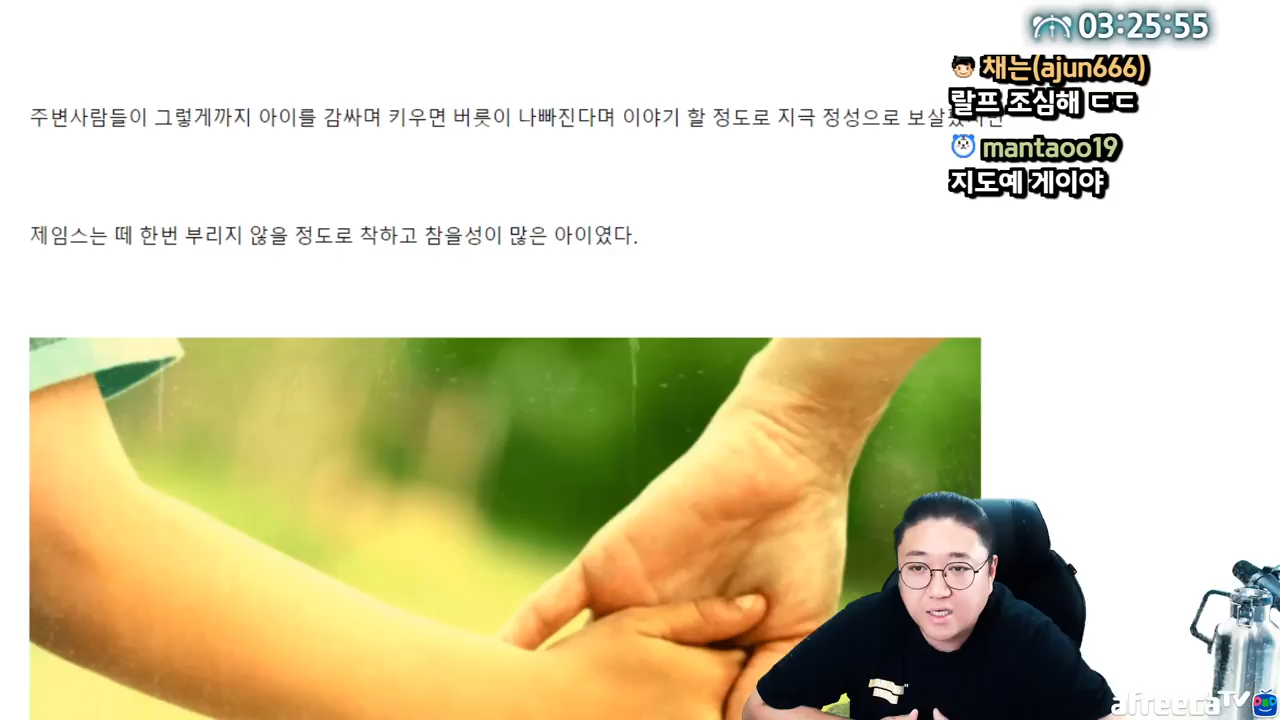 03:25:55
채는(ajun666)
랄프 조심해 ㄷㄷ
주변사람들이 그렇게까지 아이를 감싸며 키우면 버릇이 나빠진다며 이야기 할 정도로 지극 정성으로
mantaoo19
지도예 게이야
제임스는 떼 한번 부리지 않을 정도로 착하고 참을성이 많은 아이였다.
afreecaTV